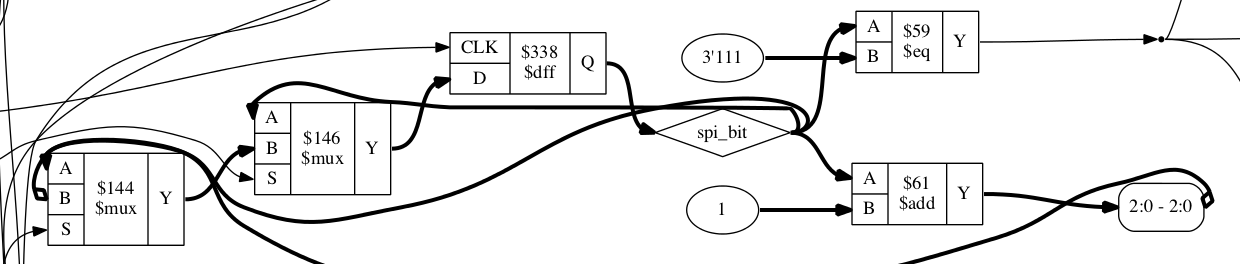 A
B
$59
$eq
Y
3'111
CLK
D
$338
$dff
Q
A
B
S
$146
$mux
Y
spi_bit
A
B
S
$144
$mux
Y
A
B
$61
$add
Y
1
2:0 - 2:0